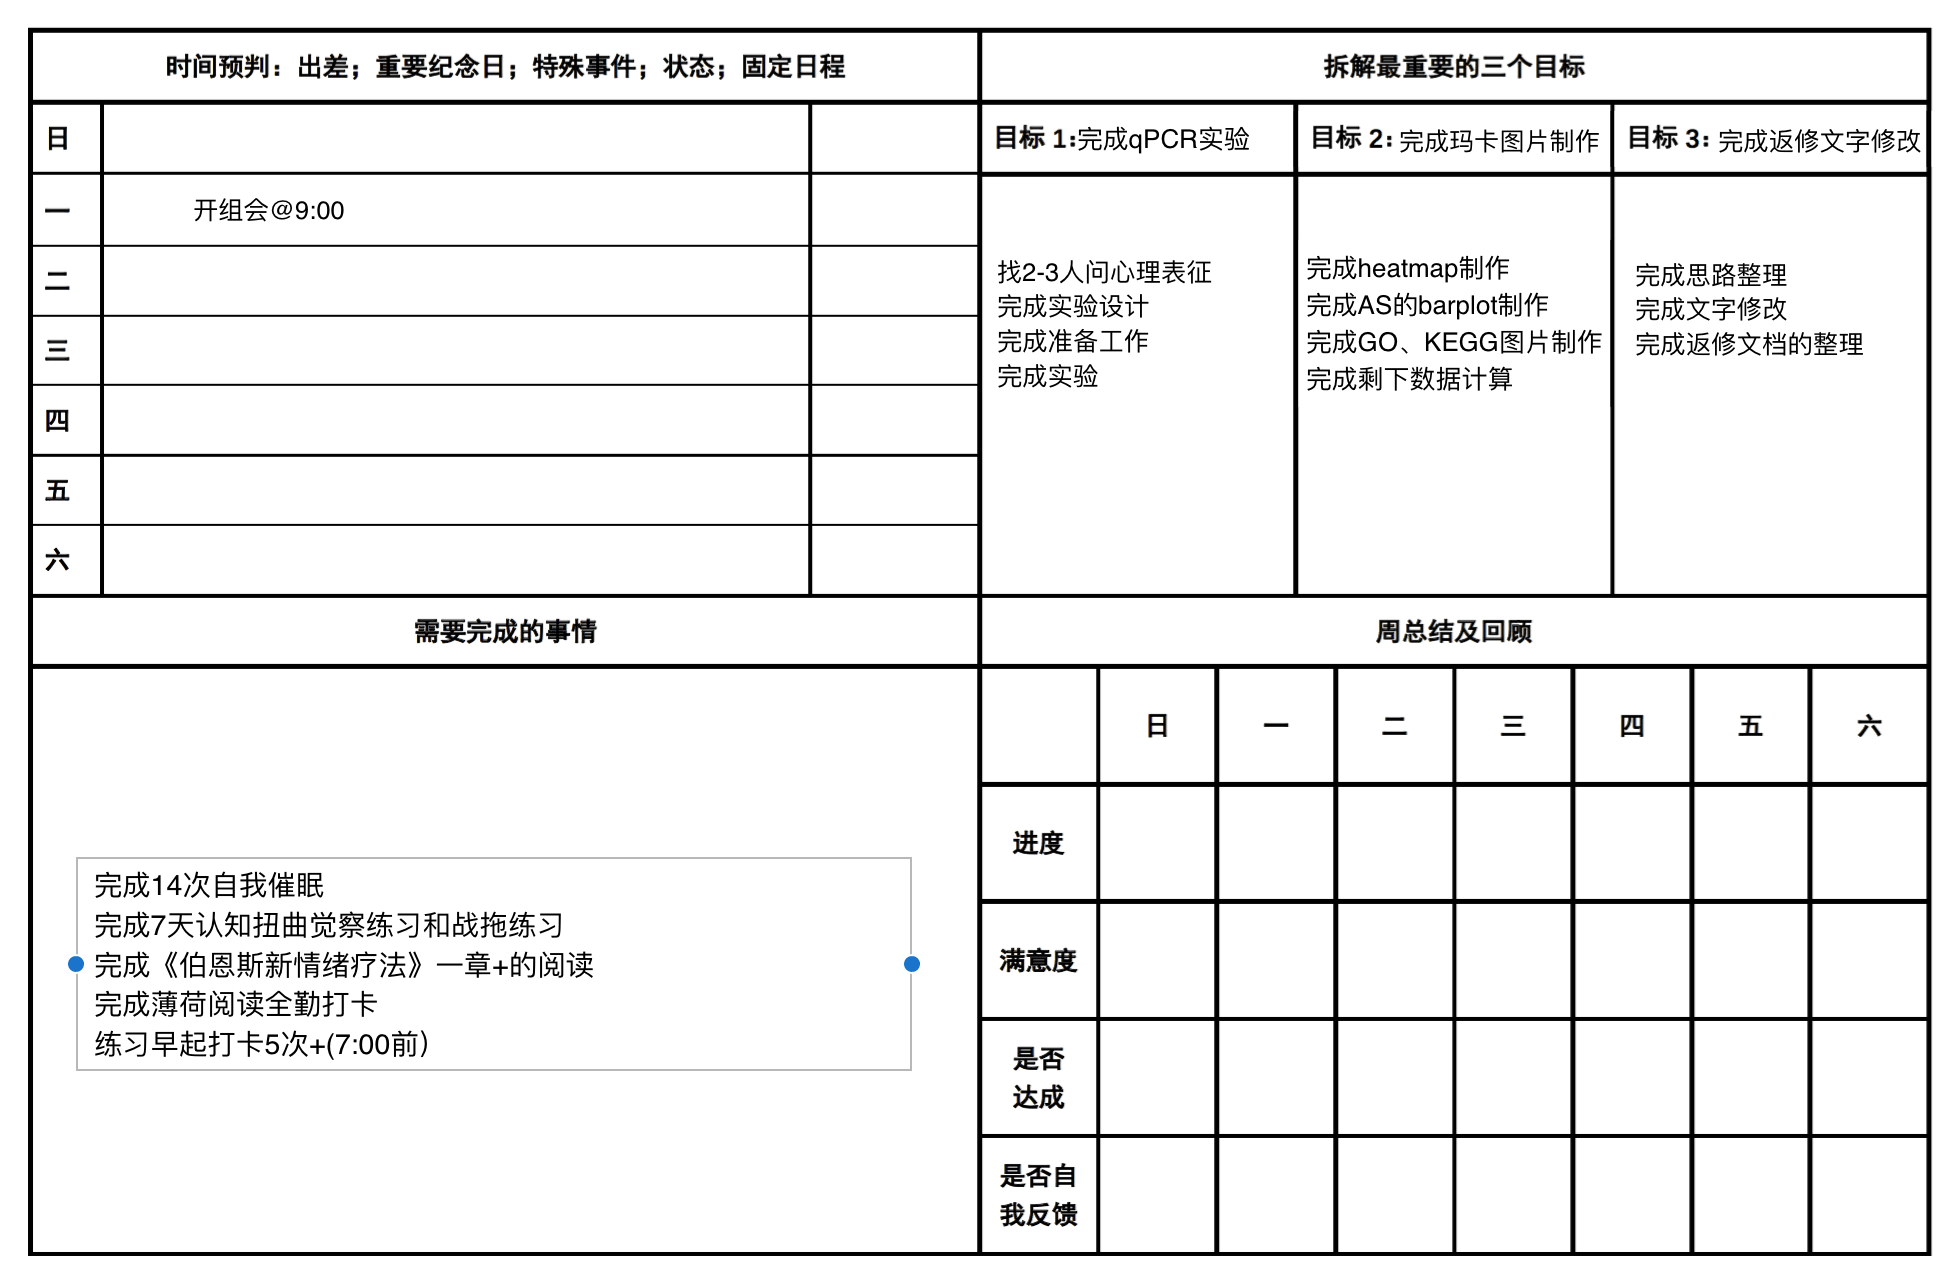 时间预判：出差；重要纪念日；特殊事件；状态；固定日程
日
一 开组会@9:00
二
三
四
五
六
拆解最重要的三个目标
目标 1:完成qPCR实验
找2-3人问心理表征
完成实验设计
完成准备工作
完成实验
目标 2: 完成玛卡图片制作
完成heatmap制作
完成AS的barplot制作
完成GO、KEGG图片制作
完成剩下数据计算
目标 3: 完成返修文字修改
完成思路整理
完成文字修改
完成返修文档的整理
需要完成的事情
完成14次自我催眠
完成7天认知扭曲觉察练习和战拖练习
完成《伯恩斯新情绪疗法》一章+的阅读
完成薄荷阅读全勤打卡
练习早起打卡5次+(7:00前）
周总结及回顾
日 一 二 三 四 五 六
进度
满意度
是否
达成
是否自
我反馈